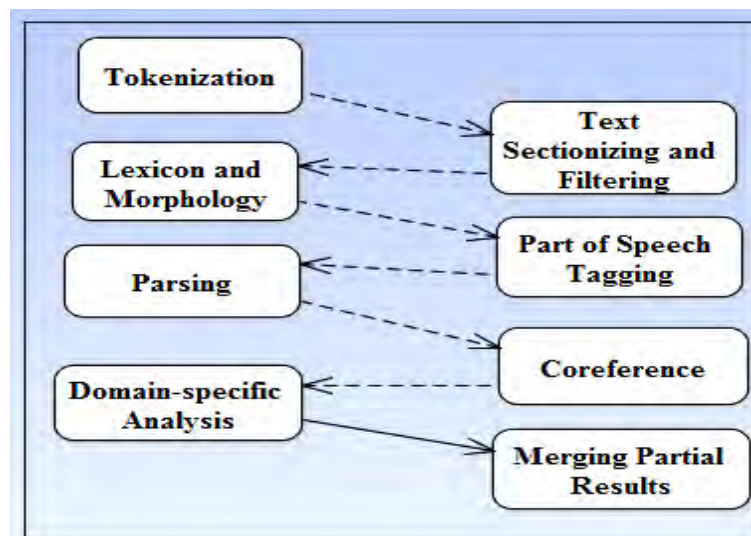 Tokenization
Text
Sectionizing and
Filtering
Lexicon and
Morphology
Part of Speech
Tagging
Parsing
Coreference
Domain-specific
Analysis
Merging Partial
Results